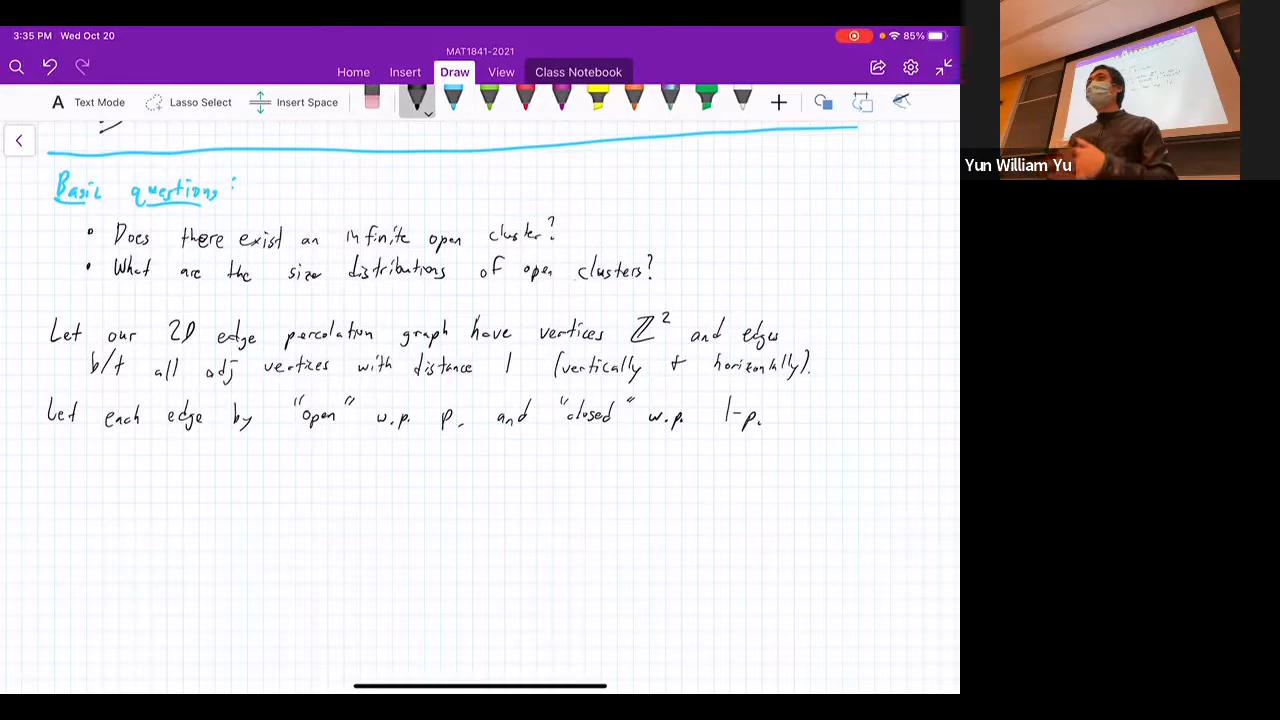 3:35 PM Wed Oct 20
85%
MAT1841-2021
Home Insert Draw View Class Notebook
A Text Mode Lasso Select Insert Space
Yun William Yu
Basic questions:
• Does there exist an infinite open cluster?
• What are the size distributions of open clusters?
Let our 2D edge percolation graph have vertices ℤ² and edges
b/t all adj vertizes with distance 1 (vertically + horizontally).
Let each edge by "open" w.p. p, and "closed" w.p. 1-p.